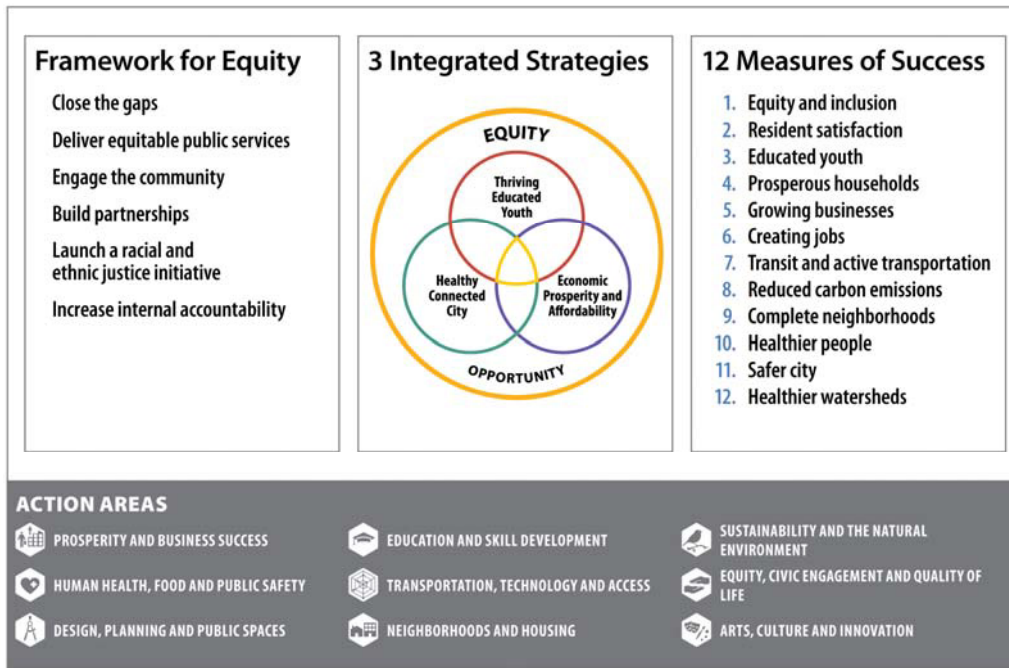 Framework for Equity
Close the gaps
Deliver equitable public services
Engage the community
Build partnerships
Launch a racial and
ethnic justice initiative
Increase internal accountability
3 Integrated Strategies
EQUITY
Thriving
Educated
Youth
Healthy
Connected
City
Economic
Prosperity and
Affordability
OPPORTUNITY
12 Measures of Success
1. Equity and inclusion
2. Resident satisfaction
3. Educated youth
4. Prosperous households
5. Growing businesses
6. Creating jobs
7. Transit and active transportation
8. Reduced carbon emissions
9. Complete neighborhoods
10. Healthier people
11. Safer city
12. Healthier watersheds
ACTION AREAS
PROSPERITY AND BUSINESS SUCCESS
HUMAN HEALTH, FOOD AND PUBLIC SAFETY
DESIGN, PLANNING AND PUBLIC SPACES
EDUCATION AND SKILL DEVELOPMENT
TRANSPORTATION, TECHNOLOGY AND ACCESS
NEIGHBORHOODS AND HOUSING
SUSTAINABILITY AND THE NATURAL
ENVIRONMENT
EQUITY, CIVIC ENGAGEMENT AND QUALITY OF
LIFE
ARTS, CULTURE AND INNOVATION